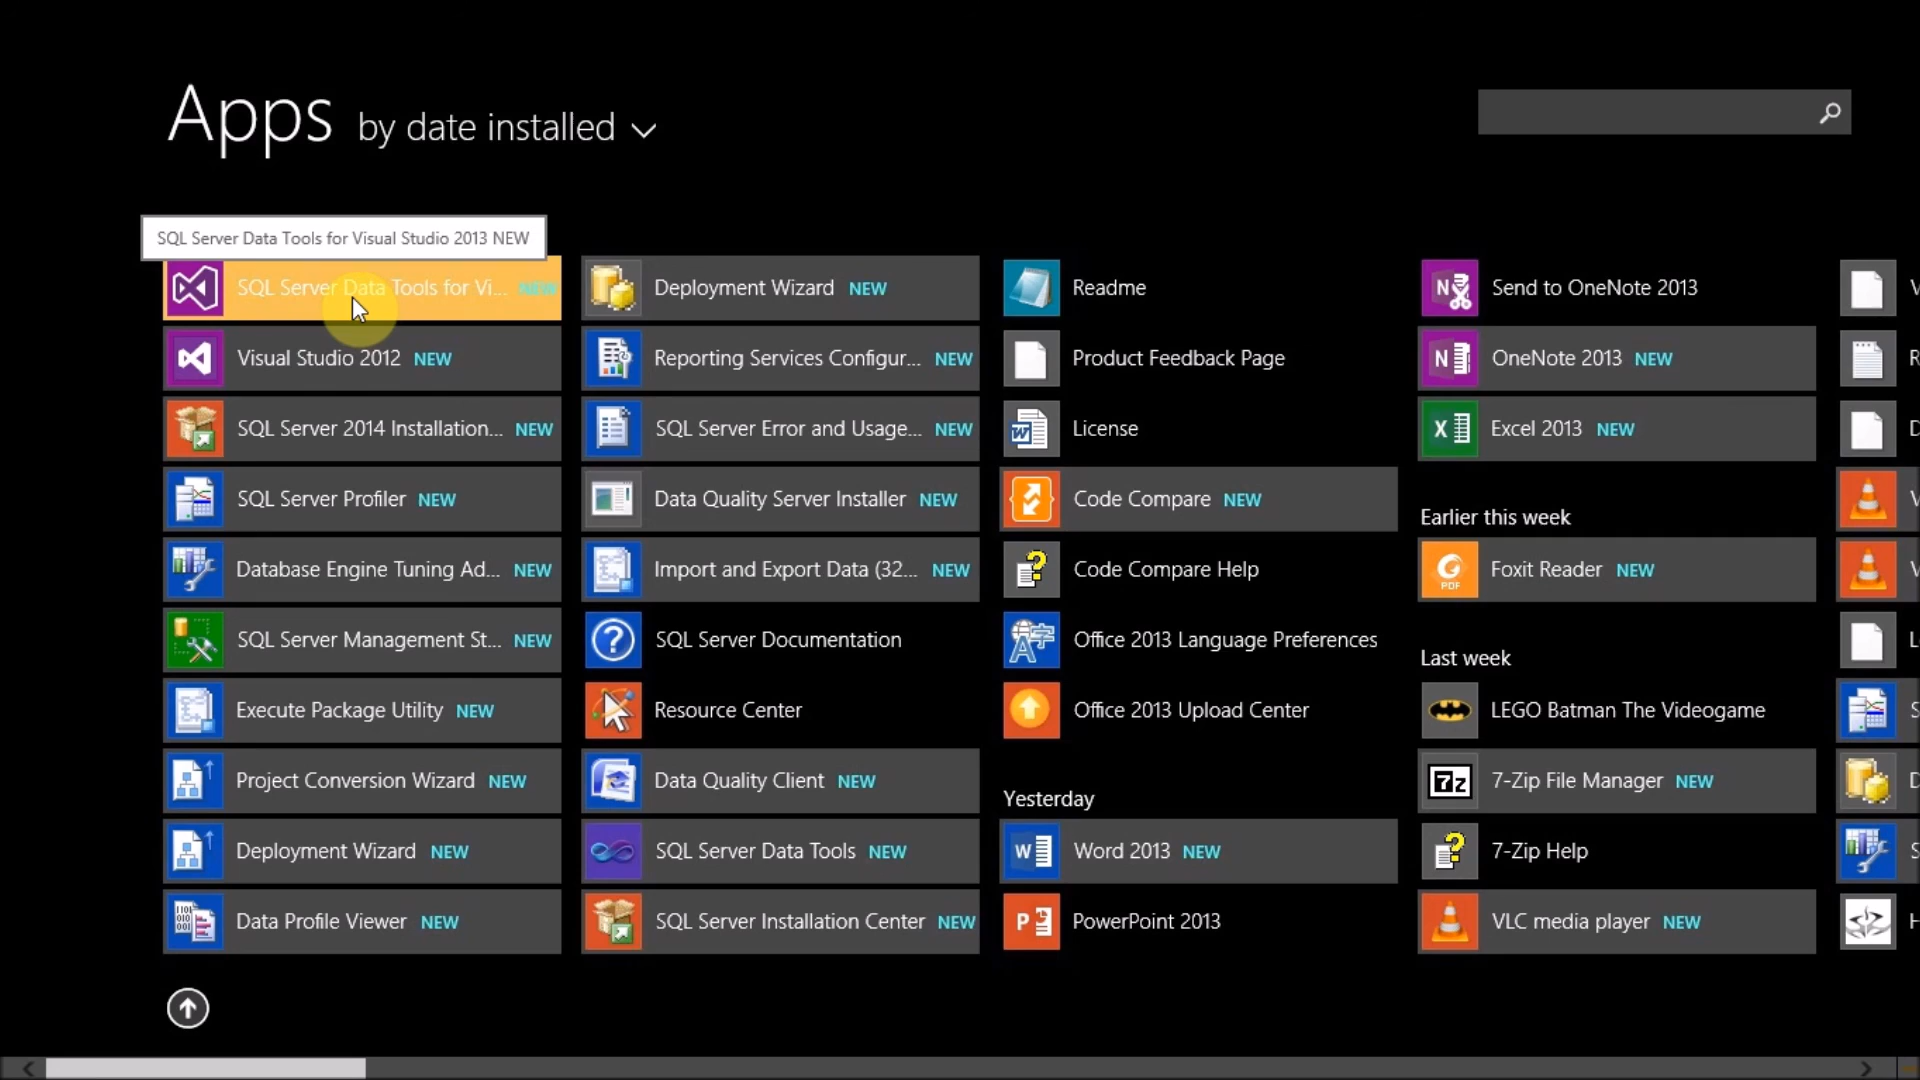 Apps by date installed
SQL Server Data Tools for Visual Studio 2013 NEW
SQL Server Data Tools for Vi... NEW
Visual Studio 2012 NEW
SQL Server 2014 Installation... NEW
SQL Server Profiler NEW
Database Engine Tuning Ad... NEW
SQL Server Management St... NEW
Execute Package Utility NEW
Project Conversion Wizard NEW
Deployment Wizard NEW
Data Profile Viewer NEW
Deployment Wizard NEW
Reporting Services Configur... NEW
SQL Server Error and Usage... NEW
Data Quality Server Installer NEW
Import and Export Data (32... NEW
SQL Server Documentation
Resource Center
Data Quality Client NEW
SQL Server Data Tools NEW
SQL Server Installation Center NEW
Readme
Product Feedback Page
License
Code Compare NEW
Code Compare Help
Office 2013 Language Preferences
Office 2013 Upload Center
Yesterday
Word 2013 NEW
PowerPoint 2013
Send to OneNote 2013
OneNote 2013 NEW
Excel 2013 NEW
Earlier this week
Foxit Reader NEW
Last week
LEGO Batman The Videogame
7-Zip File Manager NEW
7-Zip Help
VLC media player NEW